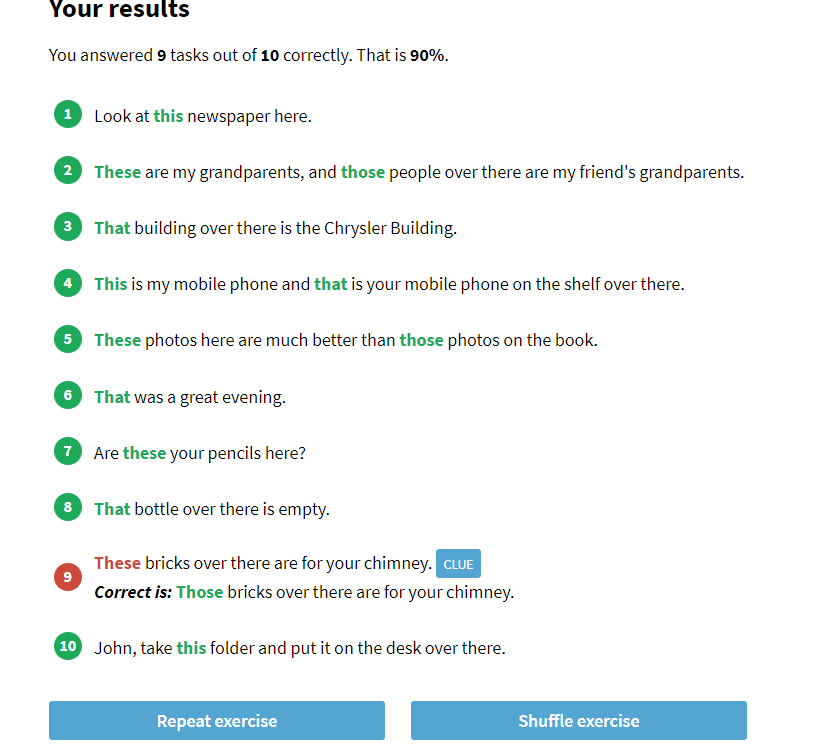 Your results
You answered 9 tasks out of 10 correctly. That is 90%.
1 Look at this newspaper here.
2 These are my grandparents, and those people over there are my friend's grandparents.
3 That building over there is the Chrysler Building.
4 This is my mobile phone and that is your mobile phone on the shelf over there.
5 These photos here are much better than those photos on the book.
6 That was a great evening.
7 Are these your pencils here?
8 That bottle over there is empty.
9 These bricks over there are for your chimney. CLUE
Correct is: Those bricks over there are for your chimney.
10 John, take this folder and put it on the desk over there.
Repeat exercise Shuffle exercise